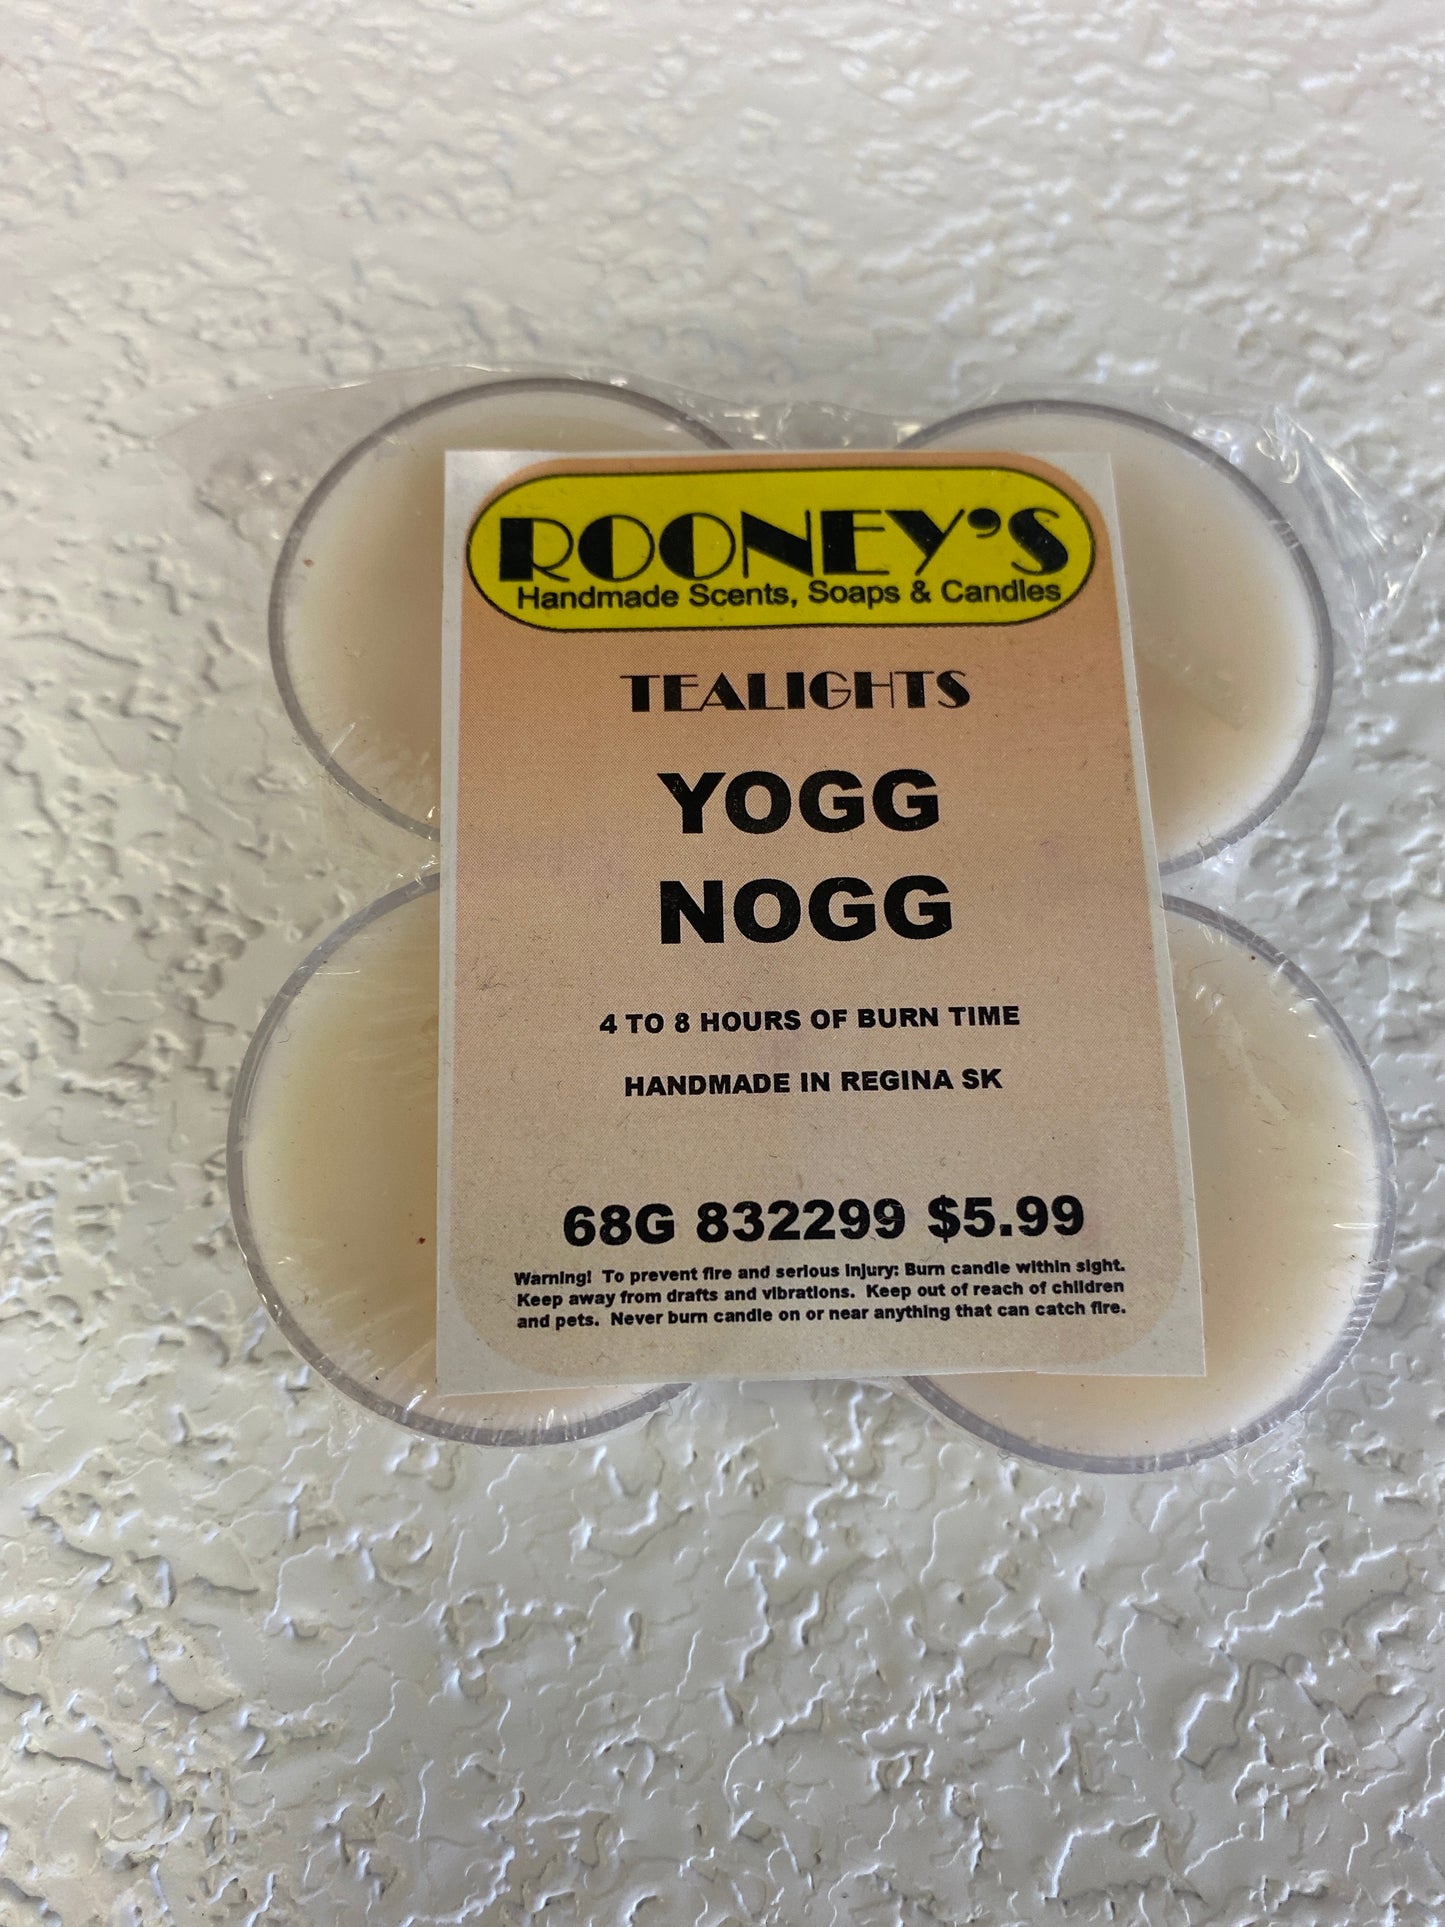 ROONEY'S
Handmade Scents, Soaps & Candles
TEALIGHTS
YOGG
NOGG
4 TO 8 HOURS OF BURN TIME
HANDMADE IN REGINA SK
68G 832299 $5.99
Warning! To prevent fire and serious injury: Burn candle within sight.
Keep away from drafts and vibrations. Keep out of reach of children
and pets. Never burn candle on or near anything that can catch fire.